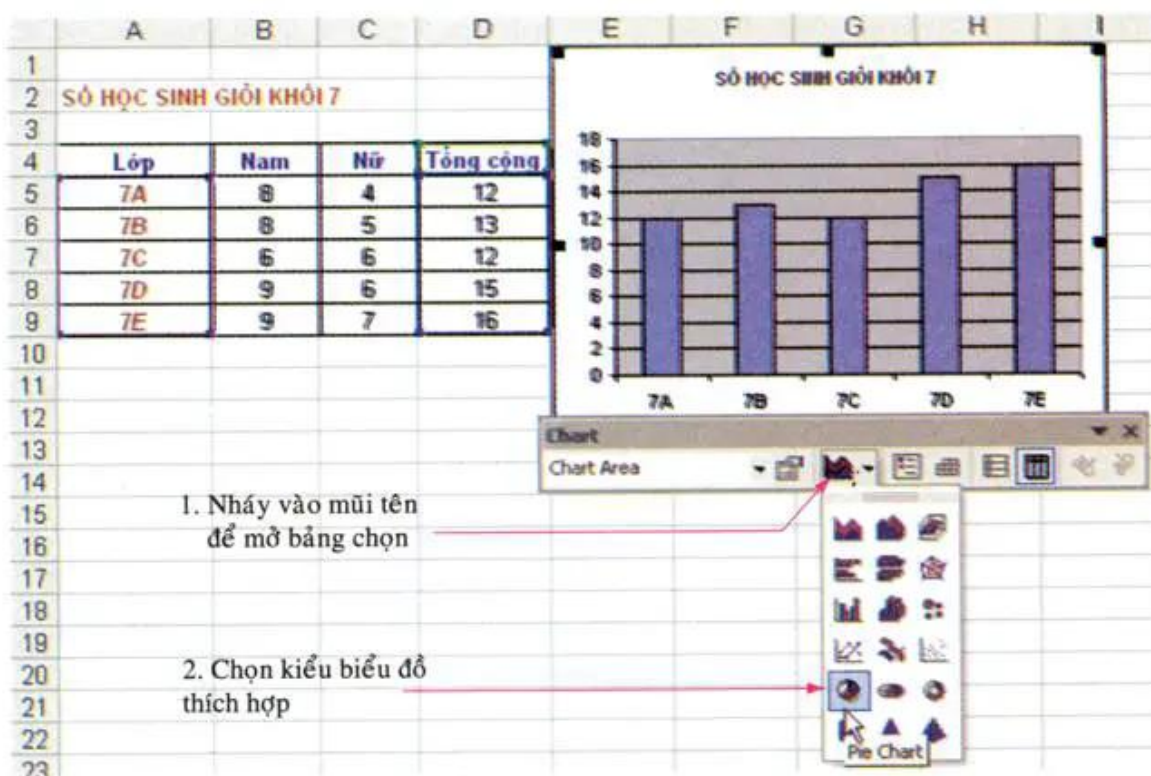 A B C D E F G H I
1
2 SỐ HỌC SINH GIỎI KHỐI 7
3
4 Lớp Nam Nữ Tổng cộng
5 7A 8 4 12
6 7B 8 5 13
7 7C 6 6 12
8 7D 9 6 15
9 7E 9 7 16
10
11
12
13
14
15
16
17
18
19
20
21
22
23
SỐ HỌC SINH GIỎI KHỐI 7
18
16
14
12
10
8
6
4
2
0
7A 7B 7C 7D 7E
Chart
Chart Area
1. Nháy vào mũi tên
để mở bảng chọn
2. Chọn kiểu biểu đồ
thích hợp
Pie Chart